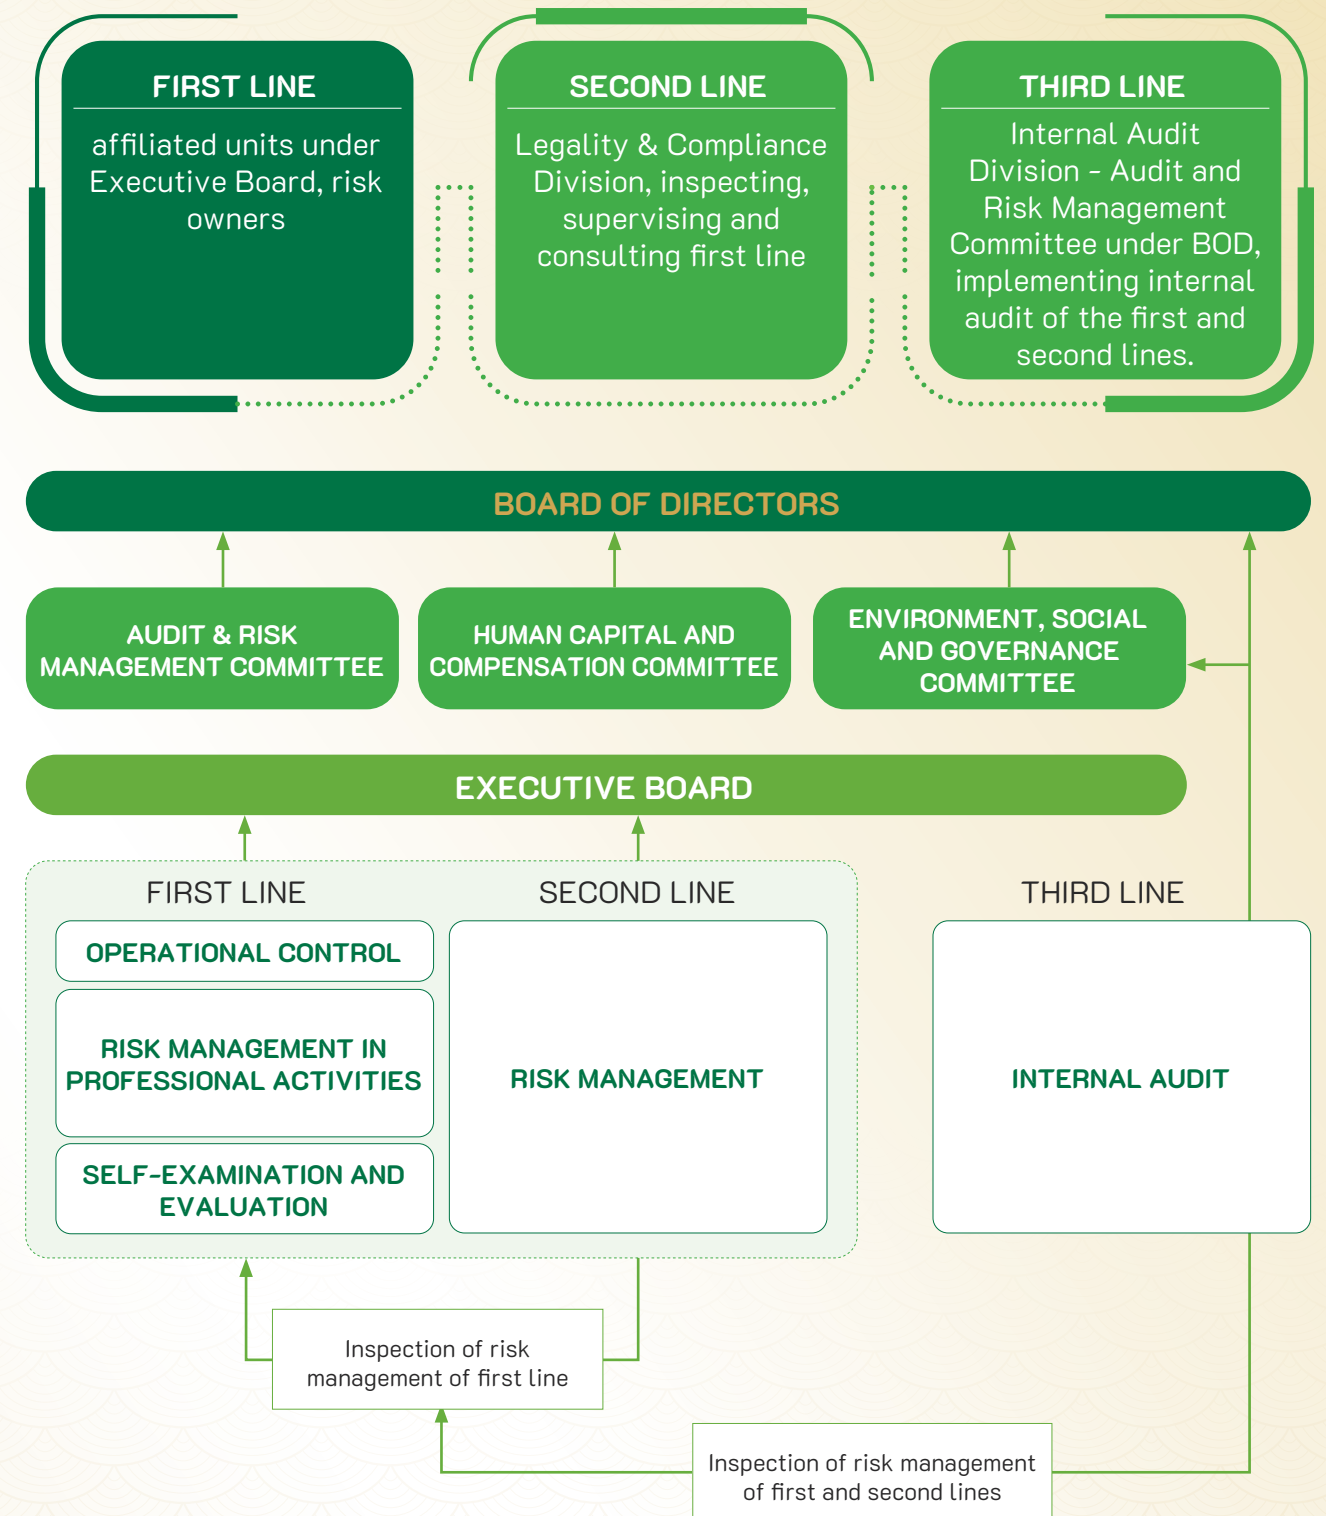 FIRST LINE
affiliated units under
Executive Board, risk
owners
SECOND LINE
Legality & Compliance
Division, inspecting,
supervising and
consulting first line
THIRD LINE
Internal Audit
Division - Audit and
Risk Management
Committee under BOD,
implementing internal
audit of the first and
second lines.
BOARD OF DIRECTORS
AUDIT & RISK
MANAGEMENT COMMITTEE
HUMAN CAPITAL AND
COMPENSATION COMMITTEE
ENVIRONMENT, SOCIAL
AND GOVERNANCE
COMMITTEE
EXECUTIVE BOARD
FIRST LINE
OPERATIONAL CONTROL
RISK MANAGEMENT IN
PROFESSIONAL ACTIVITIES
SELF-EXAMINATION AND
EVALUATION
SECOND LINE
RISK MANAGEMENT
THIRD LINE
INTERNAL AUDIT
Inspection of risk
management of first line
Inspection of risk management
of first and second lines